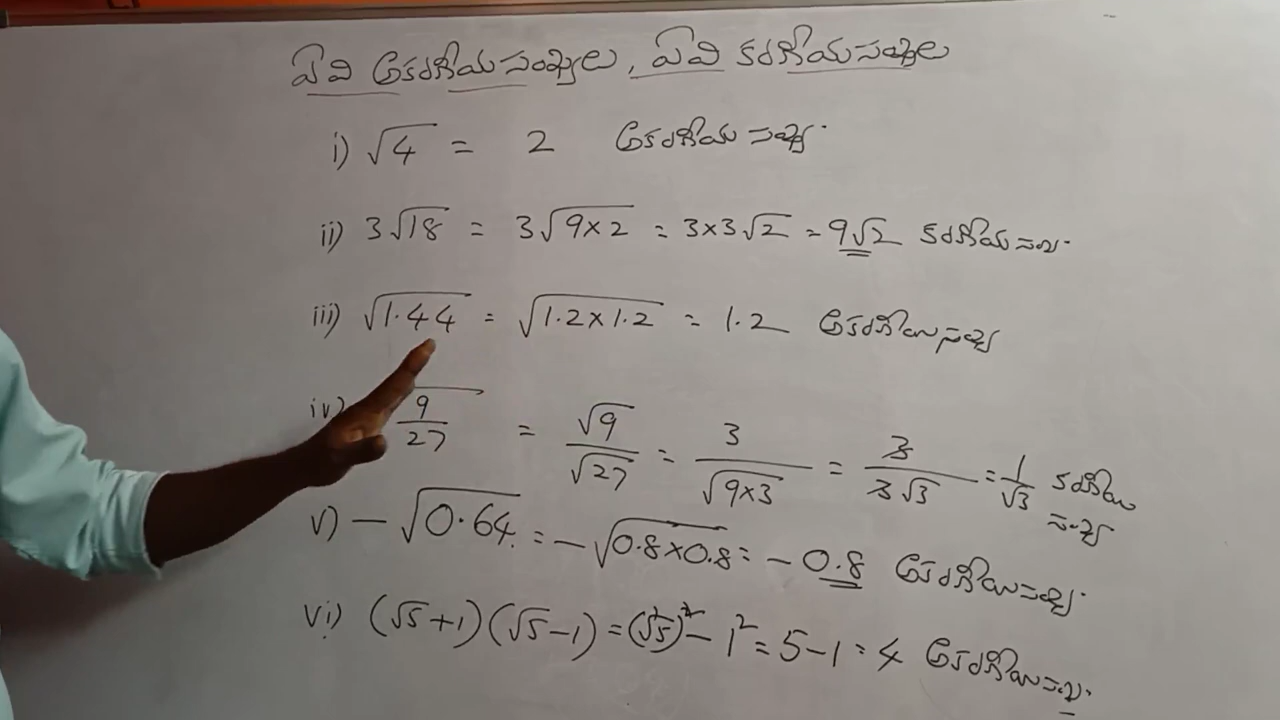 ఏవి అకరణీయ సంఖ్యలు, ఏవి కరణీయ సంఖ్యలు
i) √4 = 2 అకరణీయ సంఖ్య.
ii) 3√18 = 3√9×2 = 3×3√2 = 9√2 కరణీయ సంఖ్య.
iii) √1.44 = √1.2×1.2 = 1.2 అకరణీయ సంఖ్య
iv) 9/27 = √9/√27 = 3/√9×3 = 3/3√3 = 1/√3 కరణీయ
సంఖ్య
v) −√0.64 = −√0.8×0.8 = −0.8 అకరణీయ సంఖ్య.
vi) (√5+1)(√5−1) = (√5)² − 1² = 5−1 = 4 అకరణీయ సంఖ్య.